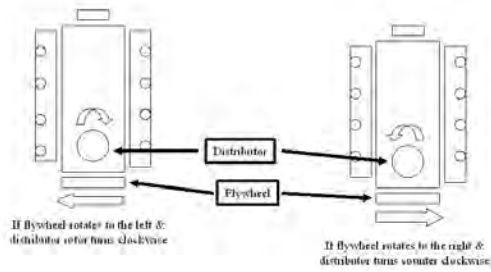 Distributor
Flywheel
If flywheel rotates to the left &
distributor rotor turns clockwise
If flywheel rotates to the right &
distributor turns counter clockwise